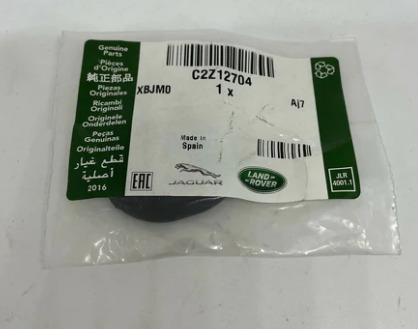 Genuine
Parts
Pièces
d'Origine
純正部品
Piezas
Originales
Ricambi
Originali
Originele
Onderdelen
Peças
Genuinas
Originalteile
قطع غيار
أصلية
2016
C2Z12704
XBJM0
1 x
AJ7
Made in
Spain
EAC
JAGUAR
LAND
ROVER
JLR
4001.1